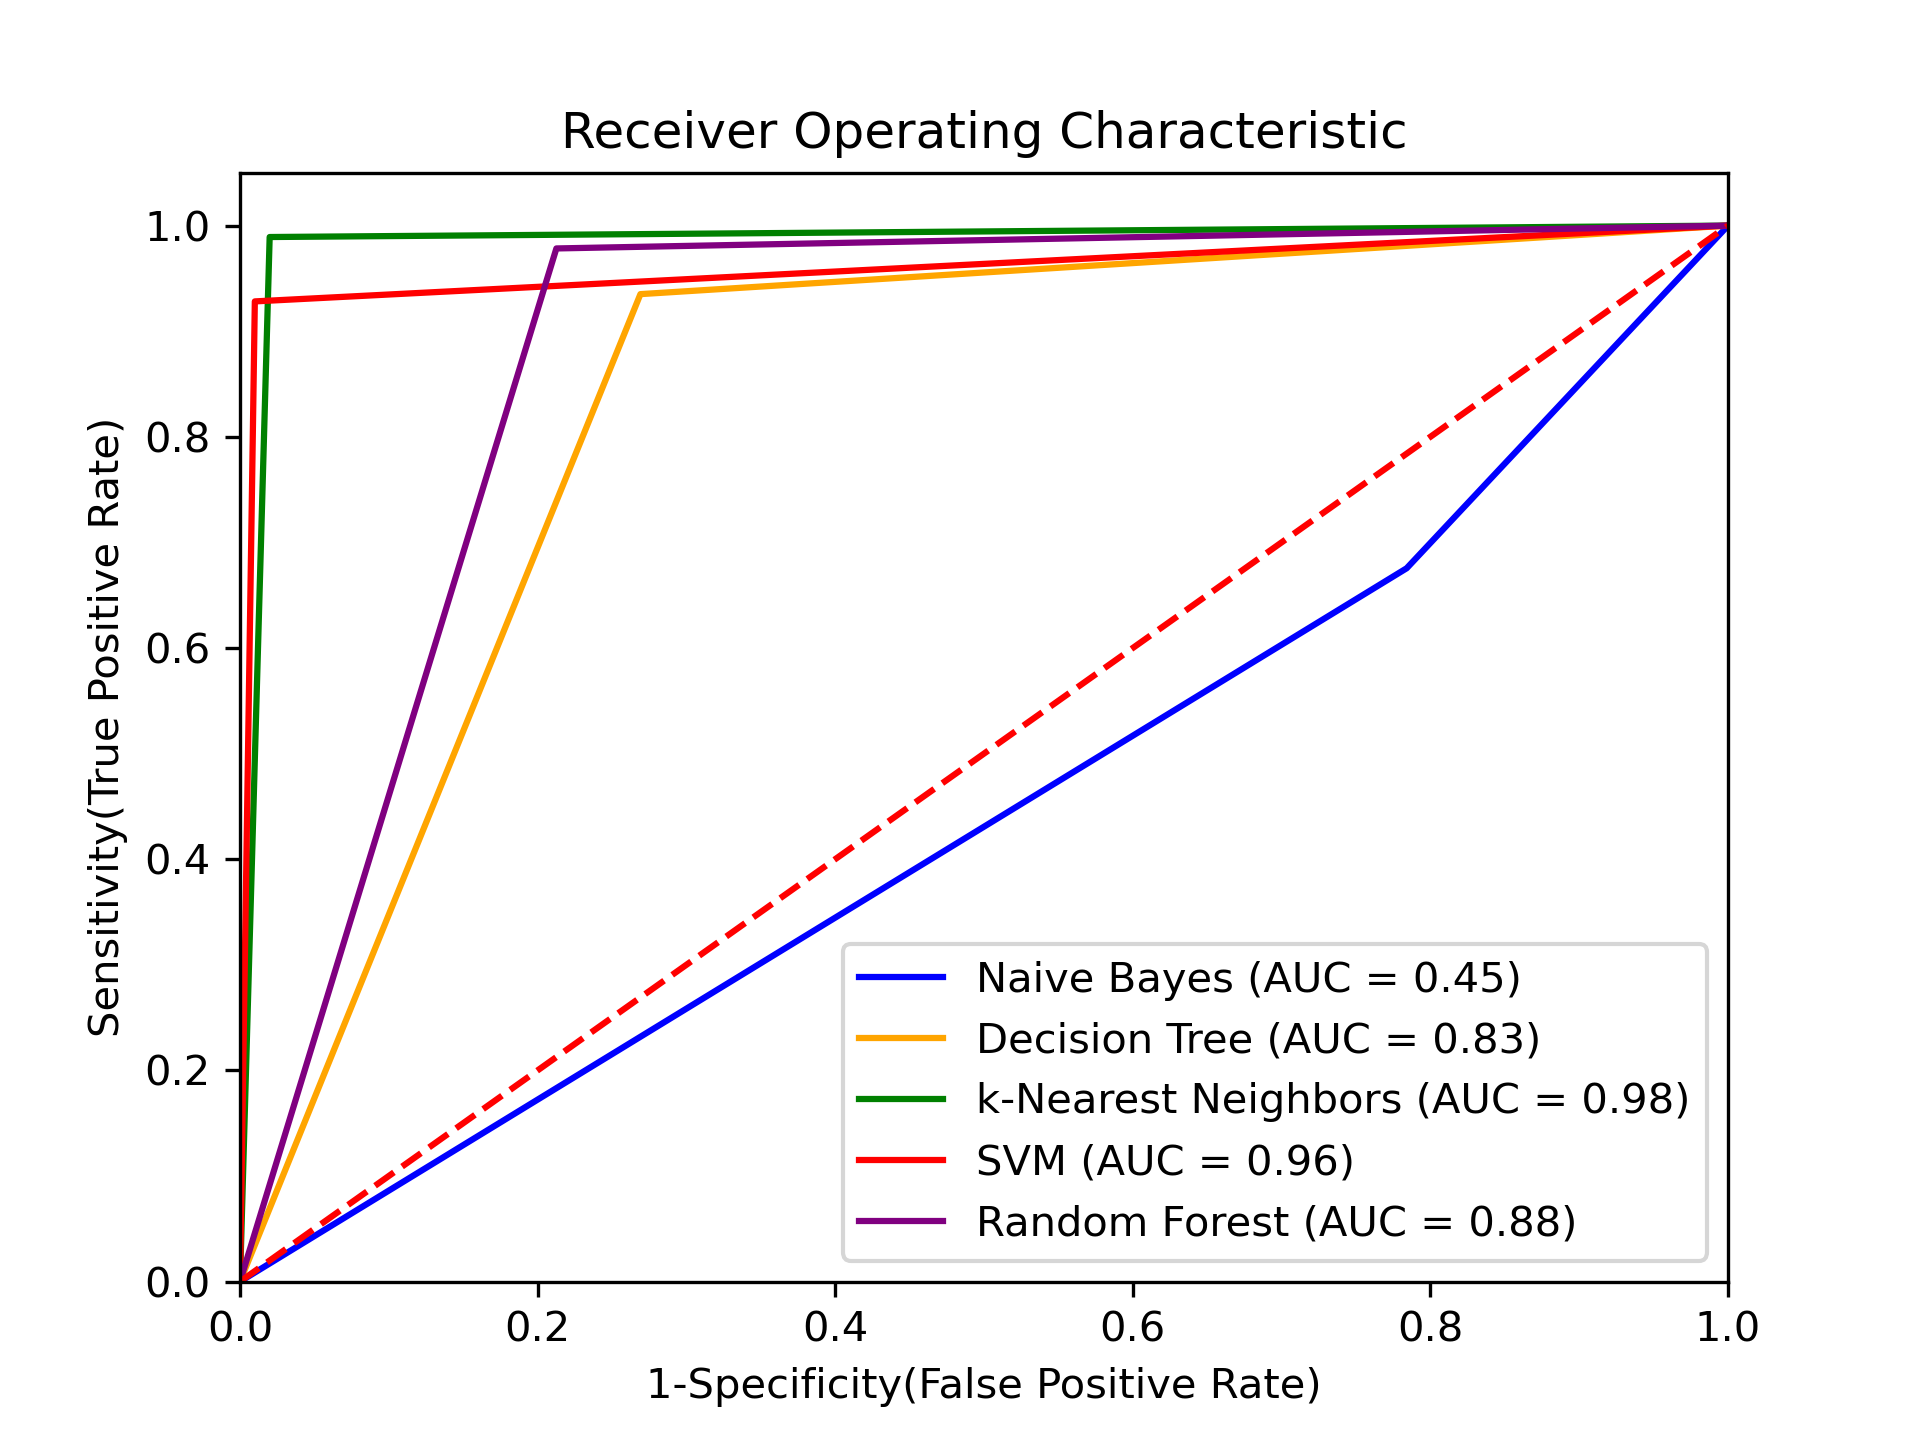 Receiver Operating Characteristic
1.0
0.8
0.6
0.4
0.2
0.0
Sensitivity(True Positive Rate)
Naive Bayes (AUC = 0.45)
Decision Tree (AUC = 0.83)
k-Nearest Neighbors (AUC = 0.98)
SVM (AUC = 0.96)
Random Forest (AUC = 0.88)
0.0 0.2 0.4 0.6 0.8 1.0
1-Specificity(False Positive Rate)